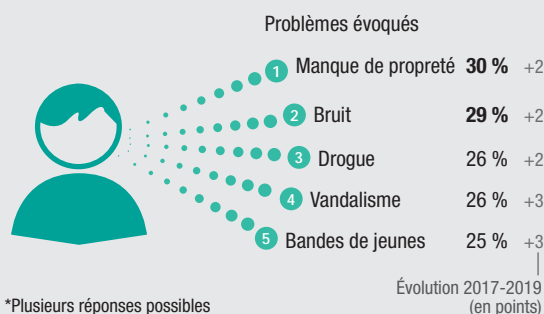 Problèmes évoqués
1 Manque de propreté 30 % +2
2 Bruit 29 % +2
3 Drogue 26 % +2
4 Vandalisme 26 % +3
5 Bandes de jeunes 25 % +3
Évolution 2017-2019
(en points)
*Plusieurs réponses possibles